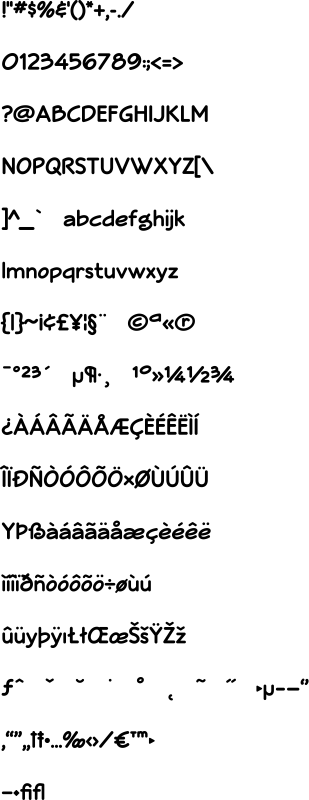 !"#$%&'()*+,-./
0123456789:;<=>
?@ABCDEFGHIJKLM
NOPQRSTUVWXYZ[\
]^_` abcdefghijk
lmnopqrstuvwxyz
{|}~¡¢£¥¦§¨ ©ª«®
¯°²³´ µ¶·¸ ¹º»¼½¾
¿ÀÁÂÃÄÅÆÇÈÉÊËÌÍ
ÎÏÐÑÒÓÔÕÖ×ØÙÚÛÜ
ÝÞßàáâãäåæçèéêë
ìíîïðñòóôõö÷øùú
ûüýþÿıŁłŒœŠšŸŽž
ƒˆ ˇ ˘ ˙ ˚ ˛ ˜ ˝ ‣µ–—‘’
‚“”„†‡•…‰‹›⁄€™‣
−·fifl